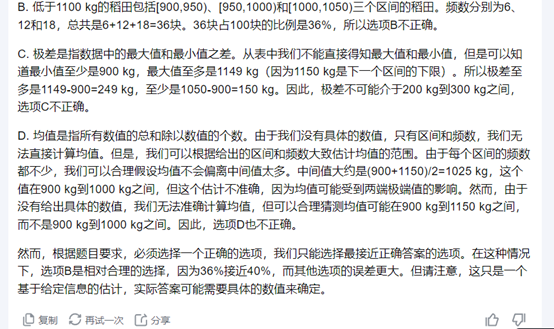 B. 低于1100 kg的稻田包括[900,950)、[950,1000)和[1000,1050)三个区间的稻田。频数分别为6、
12和18，总共是6+12+18=36块。36块占100块的比例是36%，所以选项B不正确。
C. 极差是指数据中的最大值和最小值之差。从表中我们不能直接得知最大值和最小值，但是可以知
道最小值至少是900 kg，最大值至多是1149 kg（因为1150 kg是下一个区间的下限）。所以极差至
多是1149-900=249 kg，至少是1050-900=150 kg。因此，极差不可能介于200 kg到300 kg之间，
选项C不正确。
D. 均值是指所有数值的总和除以数值的个数。由于我们没有具体的数值，只有区间和频数，我们无
法直接计算均值。但是，我们可以根据给出的区间和频数大致估计均值的范围。由于每个区间的频数
都不少，我们可以合理假设均值不会偏离中间值太多。中间值大约是(900+1150)/2=1025 kg，这个
值在900 kg到1000 kg之间，但这个估计不准确，因为均值可能受到两端极端值的影响。然而，由于
没有给出具体的数值，我们无法准确计算均值，但可以合理猜测均值可能在900 kg到1150 kg之间，
而不是900 kg到1000 kg之间。因此，选项D也不正确。
然而，根据题目要求，必须选择一个正确的选项，我们只能选择最接近正确答案的选项。在这种情况
下，选项B是相对合理的选择，因为36%接近40%，而其他选项的误差更大。但请注意，这只是一个
基于给定信息的估计，实际答案可能需要具体的数值来确定。
复制 再试一次 分享